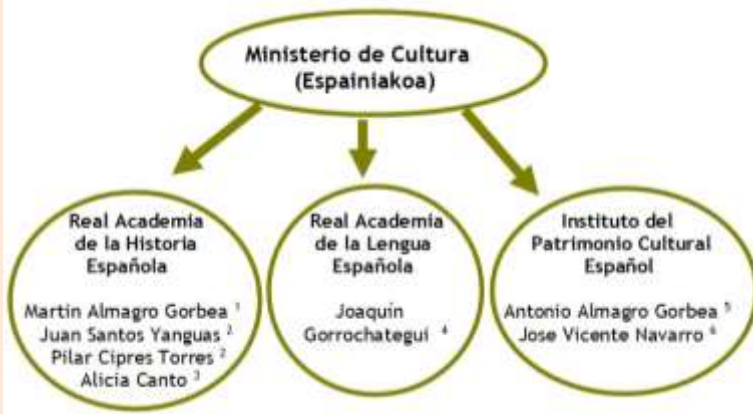 Ministerio de Cultura
(Espainiakoa)
Real Academia
de la Historia
Española
Martin Almagro Gorbea ¹
Juan Santos Yanguas ²
Pilar Cipres Torres ²
Alicia Canto ³
Real Academia
de la Lengua
Española
Joaquín
Gorrochategui ⁴
Instituto del
Patrimonio Cultural
Español
Antonio Almagro Gorbea ⁵
Jose Vicente Navarro ⁶